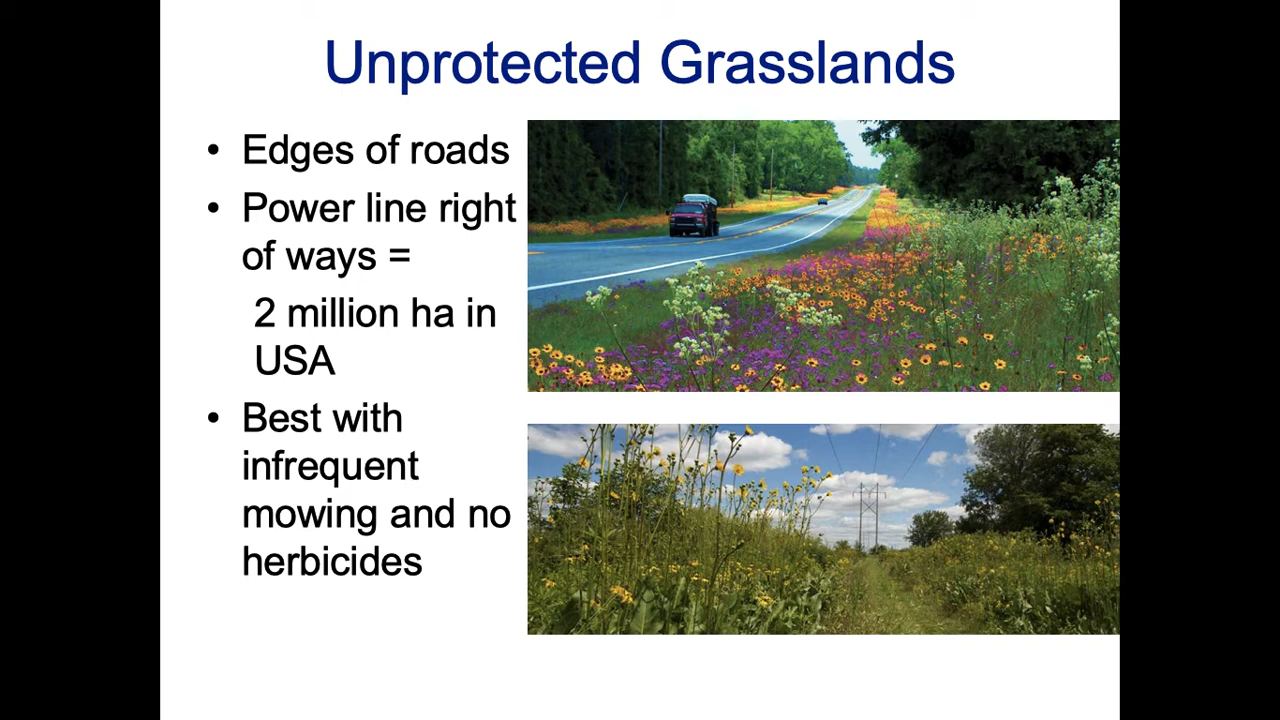 Unprotected Grasslands
• Edges of roads
• Power line right
of ways =
2 million ha in
USA
• Best with
infrequent
mowing and no
herbicides